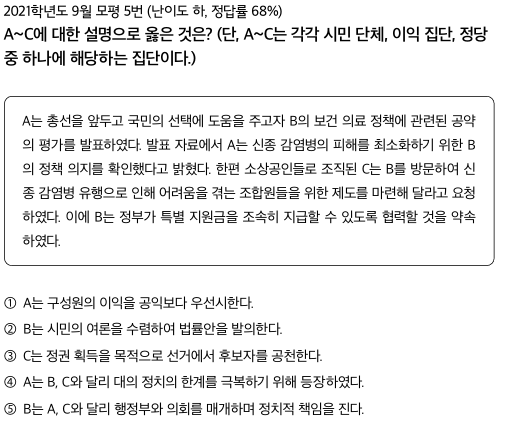 2021학년도 9월 모평 5번 (난이도 하, 정답률 68%)
A~C에 대한 설명으로 옳은 것은? (단, A~C는 각각 시민 단체, 이익 집단, 정당
중 하나에 해당하는 집단이다.)
A는 총선을 앞두고 국민의 선택에 도움을 주고자 B의 보건 의료 정책에 관련된 공약
의 평가를 발표하였다. 발표 자료에서 A는 신종 감염병의 피해를 최소화하기 위한 B
의 정책 의지를 확인했다고 밝혔다. 한편 소상공인들로 조직된 C는 B를 방문하여 신
종 감염병 유행으로 인해 어려움을 겪는 조합원들을 위한 제도를 마련해 달라고 요청
하였다. 이에 B는 정부가 특별 지원금을 조속히 지급할 수 있도록 협력할 것을 약속
하였다.
① A는 구성원의 이익을 공익보다 우선시한다.
② B는 시민의 여론을 수렴하여 법률안을 발의한다.
③ C는 정권 획득을 목적으로 선거에서 후보자를 공천한다.
④ A는 B, C와 달리 대의 정치의 한계를 극복하기 위해 등장하였다.
⑤ B는 A, C와 달리 행정부와 의회를 매개하며 정치적 책임을 진다.